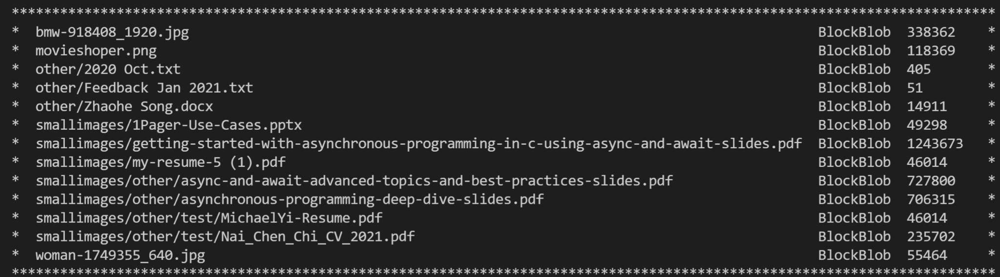 **************************************************************************************************************************
* bmw-918408_1920.jpg BlockBlob 338362 *
* movieshoper.png BlockBlob 118369 *
* other/2020 Oct.txt BlockBlob 405 *
* other/Feedback Jan 2021.txt BlockBlob 51 *
* other/Zhaohe Song.docx BlockBlob 14911 *
* smallimages/1Pager-Use-Cases.pptx BlockBlob 49298 *
* smallimages/getting-started-with-asynchronous-programming-in-c-using-async-and-await-slides.pdf BlockBlob 1243673 *
* smallimages/my-resume-5 (1).pdf BlockBlob 46014 *
* smallimages/other/async-and-await-advanced-topics-and-best-practices-slides.pdf BlockBlob 727800 *
* smallimages/other/asynchronous-programming-deep-dive-slides.pdf BlockBlob 706315 *
* smallimages/other/test/MichaelYi-Resume.pdf BlockBlob 46014 *
* smallimages/other/test/Nai_Chen_Chi_CV_2021.pdf BlockBlob 235702 *
* woman-1749355_640.jpg BlockBlob 55464 *
**************************************************************************************************************************